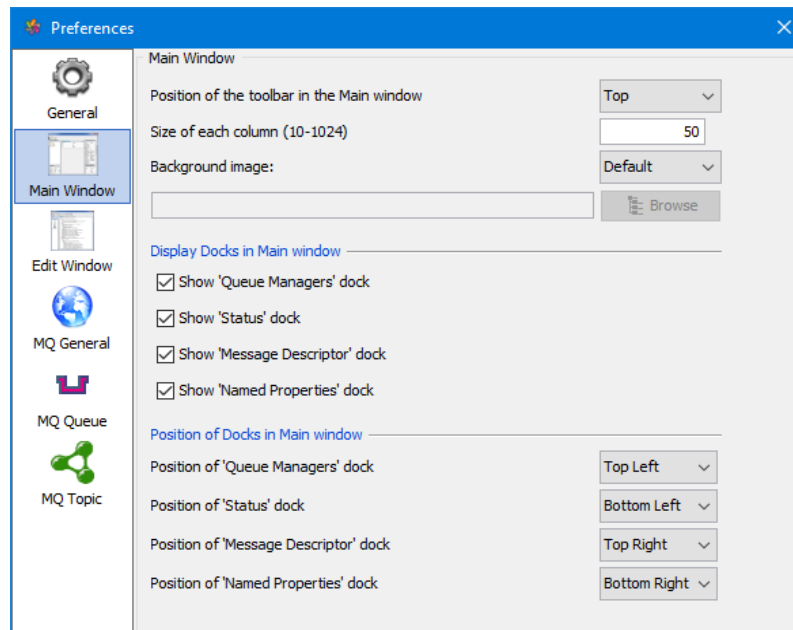 Preferences
General
Main Window
Edit Window
MQ General
MQ Queue
MQ Topic
Main Window
Position of the toolbar in the Main window Top
Size of each column (10-1024) 50
Background image: Default
Browse
Display Docks in Main window
Show 'Queue Managers' dock
Show 'Status' dock
Show 'Message Descriptor' dock
Show 'Named Properties' dock
Position of Docks in Main window
Position of 'Queue Managers' dock Top Left
Position of 'Status' dock Bottom Left
Position of 'Message Descriptor' dock Top Right
Position of 'Named Properties' dock Bottom Right